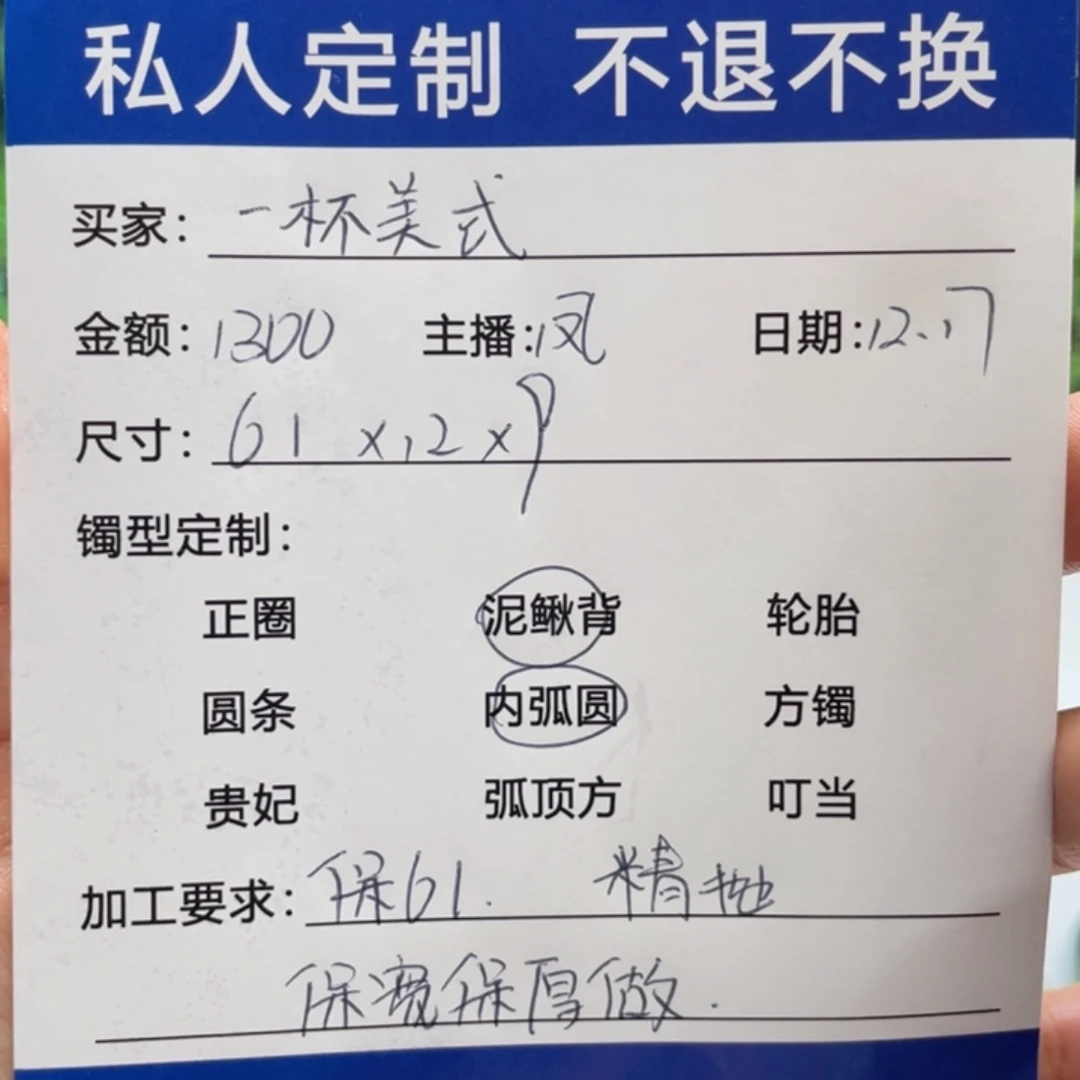 私人定制 不退不换
买家：一杯美式
金额：1300 主播：凤 日期：12.17
尺寸：61 x12x9
镯型定制：
正圈 泥鳅背 轮胎
圆条 内弧圆 方镯
贵妃 弧顶方 叮当
加工要求：保61. 精抛
保宽保厚做.